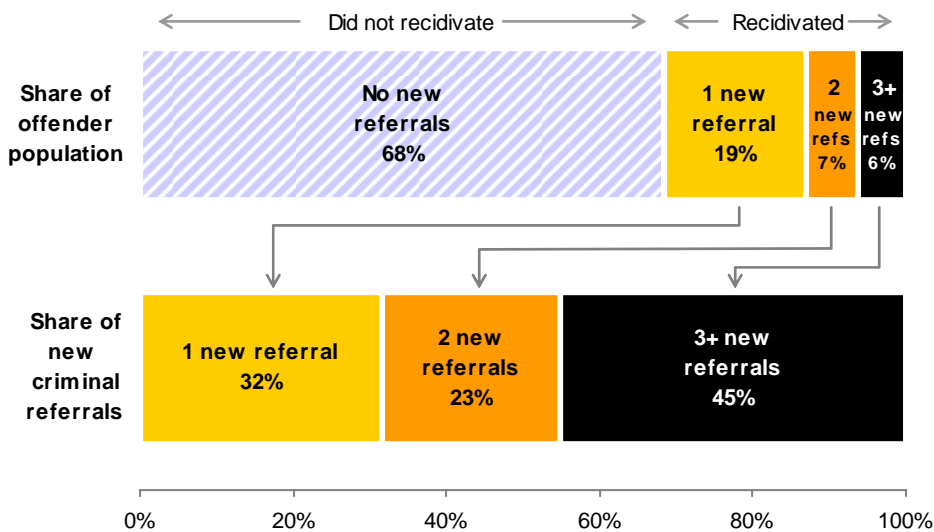 Did not recidivate
Recidivated
Share of
offender
population
No new
referrals
68%
1 new
referral
19%
2
new
refs
7%
3+
new
refs
6%
Share of
new
criminal
referrals
1 new referral
32%
2 new
referrals
23%
3+ new
referrals
45%
0%
20%
40%
60%
80%
100%